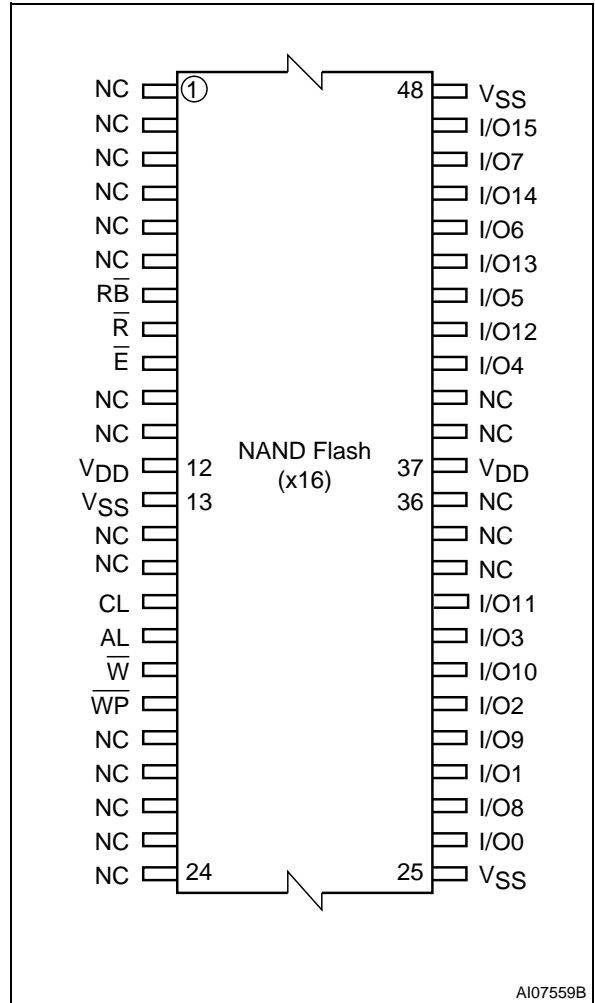 NC ① 48 VSS
NC I/O15
NC I/O7
NC I/O14
NC I/O6
NC I/O13
RB̅ I/O5
R̅ I/O12
E̅ I/O4
NC NC
NC NC
VDD 12 NAND Flash 37 VDD
(x16)
VSS 13 36 NC
NC NC
NC NC
CL I/O11
AL I/O3
W̅ I/O10
W̅P̅ I/O2
NC I/O9
NC I/O1
NC I/O8
NC I/O0
NC 24 25 VSS
AI07559B